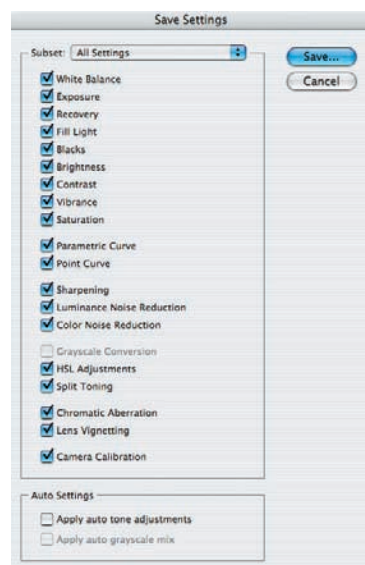 Save Settings
Subset: All Settings
Save...
Cancel
White Balance
Exposure
Recovery
Fill Light
Blacks
Brightness
Contrast
Vibrance
Saturation
Parametric Curve
Point Curve
Sharpening
Luminance Noise Reduction
Color Noise Reduction
Grayscale Conversion
HSL Adjustments
Split Toning
Chromatic Aberration
Lens Vignetting
Camera Calibration
Auto Settings
Apply auto tone adjustments
Apply auto grayscale mix